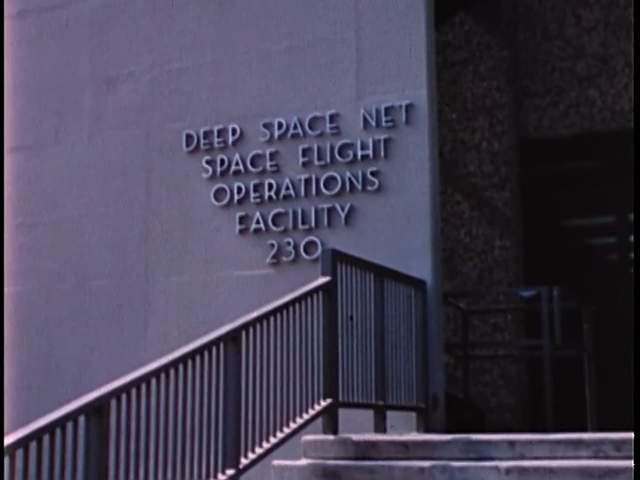 DEEP SPACE NET
SPACE FLIGHT
OPERATIONS
FACILITY
230